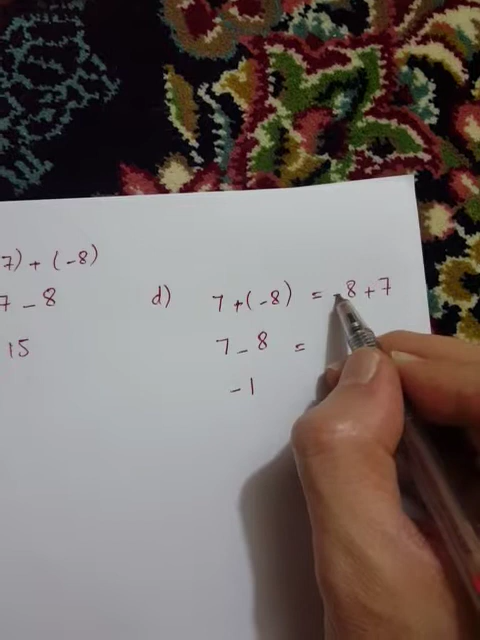 7) + (-8)
7 - 8
15
d) 7 + (-8) = -8 + 7
7 - 8 =
-1